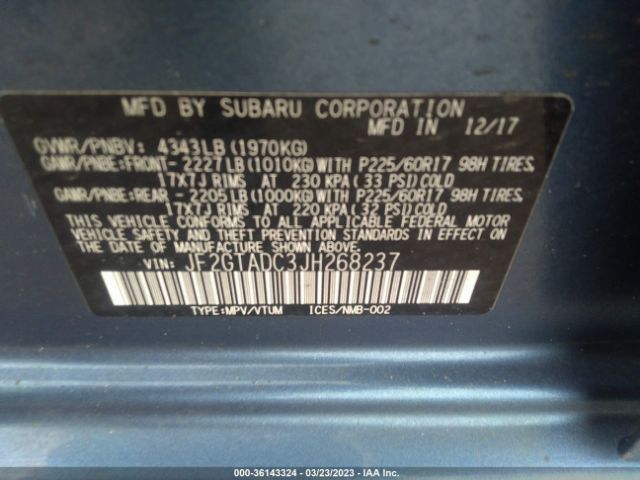 MFD BY SUBARU CORPORATION
MFD IN 12/17
GVWR/PNBV: 4343LB (1970KG)
GAWR/PNBE:FRONT- 2227LB(1010KG)WITH P225/60R17 98H TIRES,
17X7J RIMS AT 230 KPA(33 PSI)COLD
GAWR/PNBE:REAR - 2205LB(1000KG)WITH P225/60R17 98H TIRES,
17X7J RIMS AT 220 KPA(32 PSI)COLD
THIS VEHICLE CONFORMS TO ALL APPLICABLE FEDERAL MOTOR
VEHICLE SAFETY AND THEFT PREVENTION STANDARDS IN EFFECT
ON THE DATE OF MANUFACTURE SHOWN ABOVE.
VIN: JF2GTADC3JH268237
TYPE:MPV/VTUM ICES/NMB-002
000-36143324 | 03/23/2023 | IAA Inc.